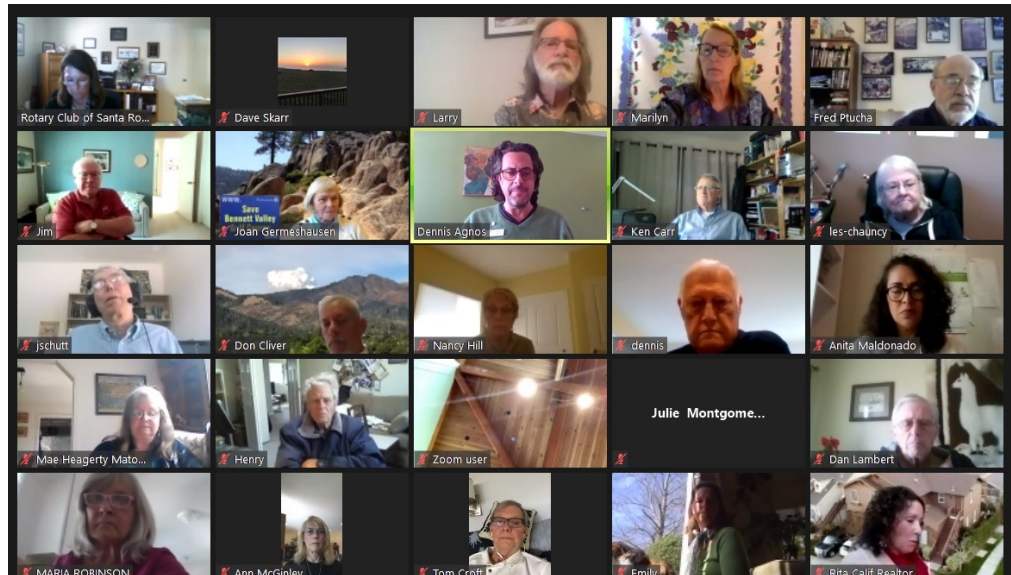 Rotary Club of Santa Ro...
Dave Skarr
Larry
Marilyn
Fred Ptucha
Jim
www.
Save
Bennett Valley
Joan Germeshausen
Dennis Agnos
Ken Carr
les-chauncy
jschutt
Don Cliver
Nancy Hill
dennis
Anita Maldonado
Mae Heagerty Mato...
Henry
Zoom user
Julie Montgome...
Dan Lambert
MARIA ROBINSON
Ann McGinley
Tom Croft
Emily
Rita Calif Realtor